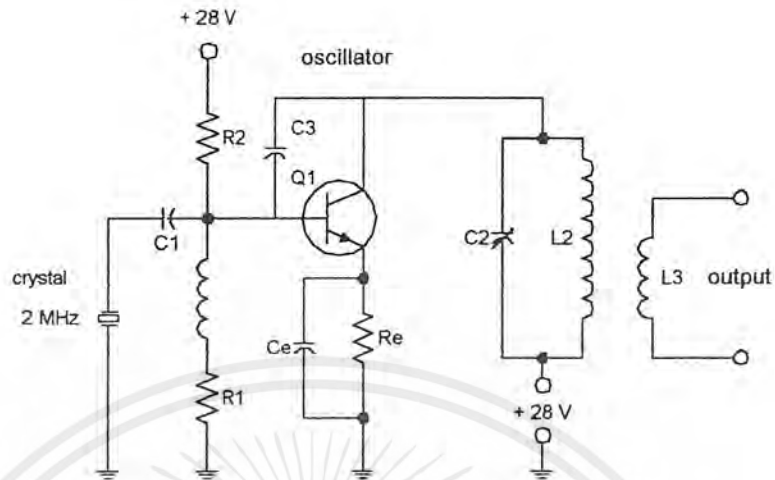 + 28 V
oscillator
R2
C3
Q1
C1
C2
L2
L3
output
crystal
2 MHz
Ce
Re
R1
+ 28 V